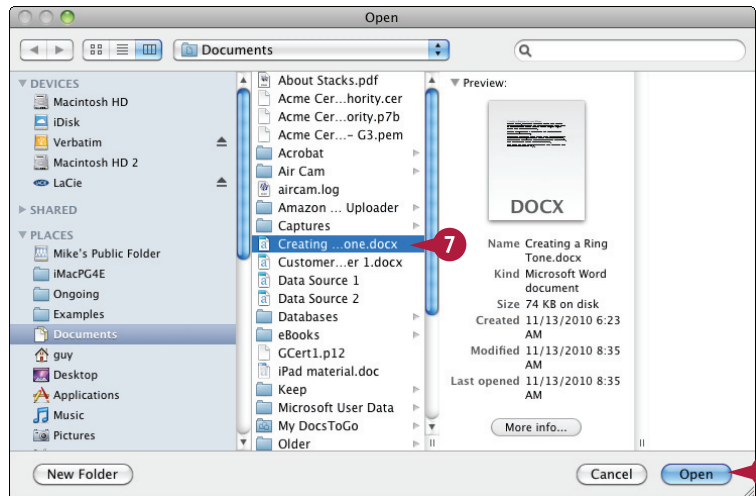 Open
Documents
DEVICES
Macintosh HD
iDisk
Verbatim
Macintosh HD 2
LaCie
SHARED
PLACES
Mike's Public Folder
iMacPG4E
Ongoing
Examples
Documents
guy
Desktop
Applications
Music
Pictures
About Stacks.pdf
Acme Cer...hority.cer
Acme Cer...ority.p7b
Acme Cer...- G3.pem
Acrobat
Air Cam
aircam.log
Amazon ... Uploader
Captures
Creating ...one.docx
7
Customer...er 1.docx
Data Source 1
Data Source 2
Databases
eBooks
GCert1.p12
iPad material.doc
Keep
Microsoft User Data
My DocsToGo
Older
Preview:
DOCX
Name Creating a Ring
Tone.docx
Kind Microsoft Word
document
Size 74 KB on disk
Created 11/13/2010 6:23
AM
Modified 11/13/2010 8:35
AM
Last opened 11/13/2010 8:35
AM
More info...
New Folder
Cancel
Open